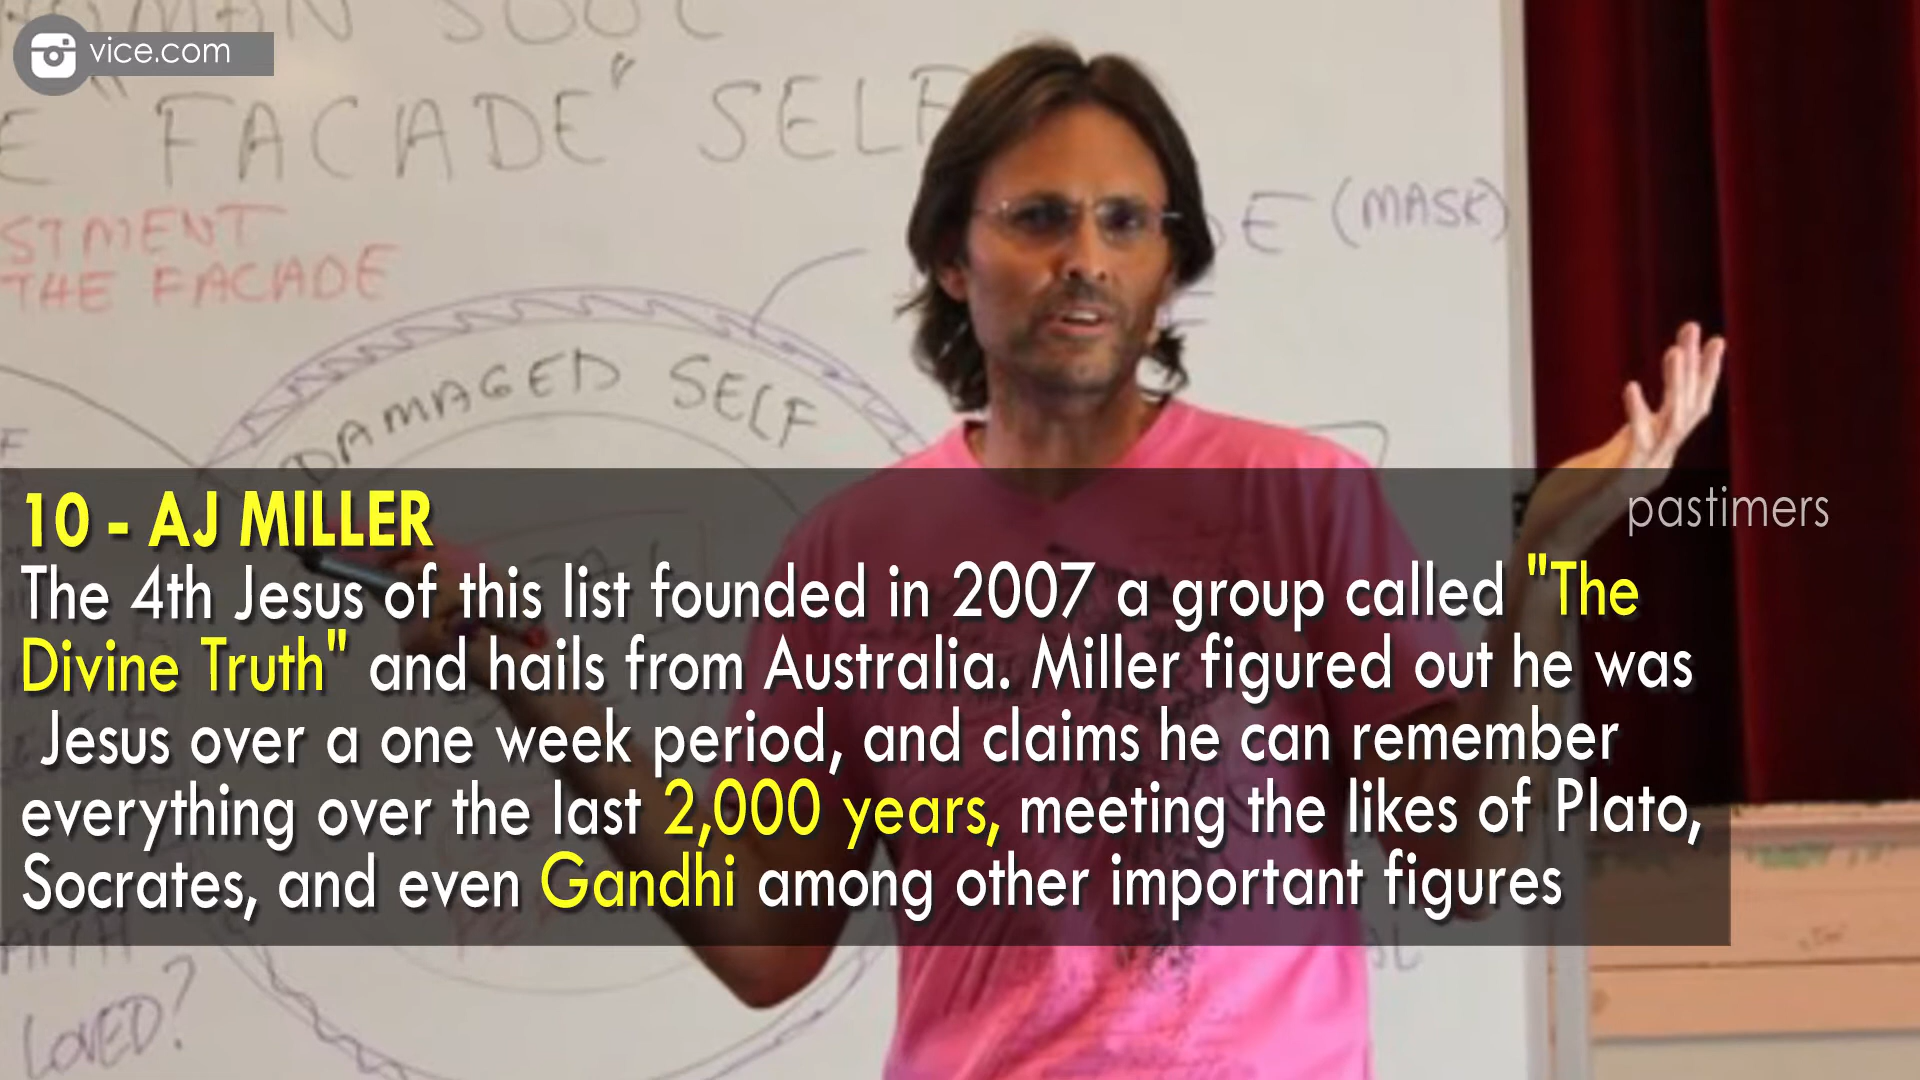 vice.com
"FACADE" SELF
(MASK)
THE FACADE
DAMAGED SELF
10 - AJ MILLER
pastimers
The 4th Jesus of this list founded in 2007 a group called "The
Divine Truth" and hails from Australia. Miller figured out he was
Jesus over a one week period, and claims he can remember
everything over the last 2,000 years, meeting the likes of Plato,
Socrates, and even Gandhi among other important figures
LOVED?